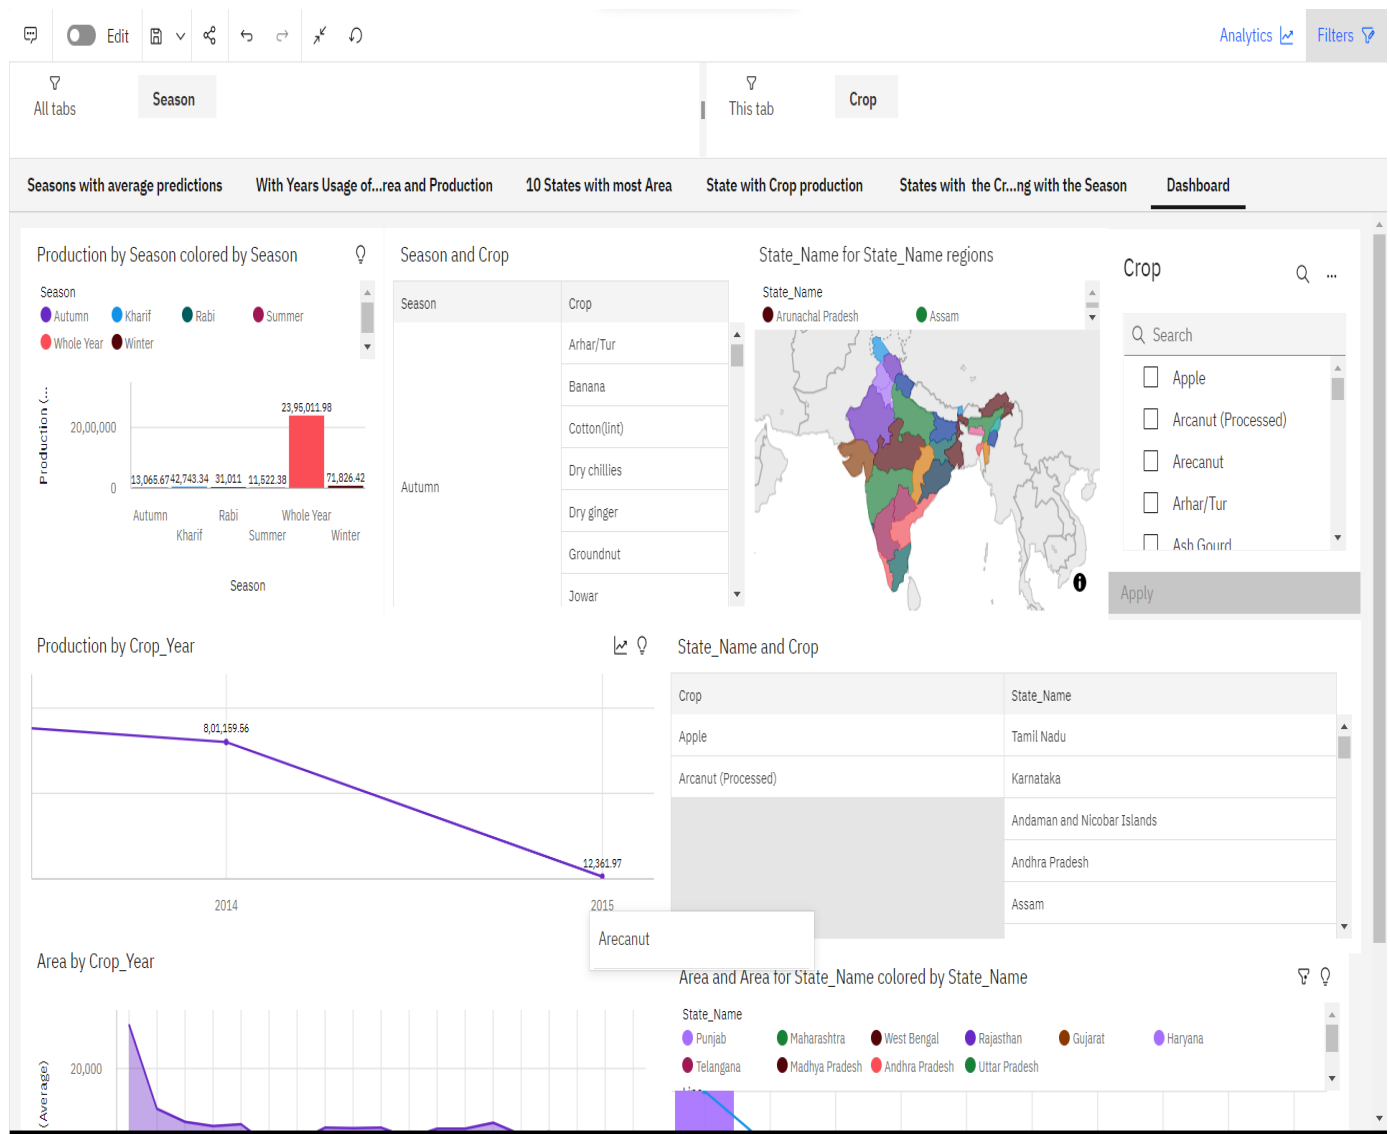 Edit
Analytics
Filters
All tabs
Season
This tab
Crop
Seasons with average predictions
With Years Usage of...rea and Production
10 States with most Area
State with Crop production
States with the Cr...ng with the Season
Dashboard
Production by Season colored by Season
Season
Autumn
Kharif
Rabi
Summer
Whole Year
Winter
Production (...
20,00,000
0
13,065.67
42,743.34
31,011
11,522.38
23,95,011.98
71,826.42
Autumn
Kharif
Rabi
Summer
Whole Year
Winter
Season
Season and Crop
Season
Crop
Autumn
Arhar/Tur
Banana
Cotton(lint)
Dry chillies
Dry ginger
Groundnut
Jowar
State_Name for State_Name regions
State_Name
Arunachal Pradesh
Assam
Crop
Search
Apple
Arcanut (Processed)
Arecanut
Arhar/Tur
Ash Gourd
Apply
Production by Crop_Year
8,01,159.56
12,361.97
2014
2015
Arecanut
State_Name and Crop
Crop
State_Name
Apple
Tamil Nadu
Arcanut (Processed)
Karnataka
Andaman and Nicobar Islands
Andhra Pradesh
Assam
Area by Crop_Year
(Average)
20,000
Area and Area for State_Name colored by State_Name
State_Name
Punjab
Maharashtra
West Bengal
Rajasthan
Gujarat
Haryana
Telangana
Madhya Pradesh
Andhra Pradesh
Uttar Pradesh